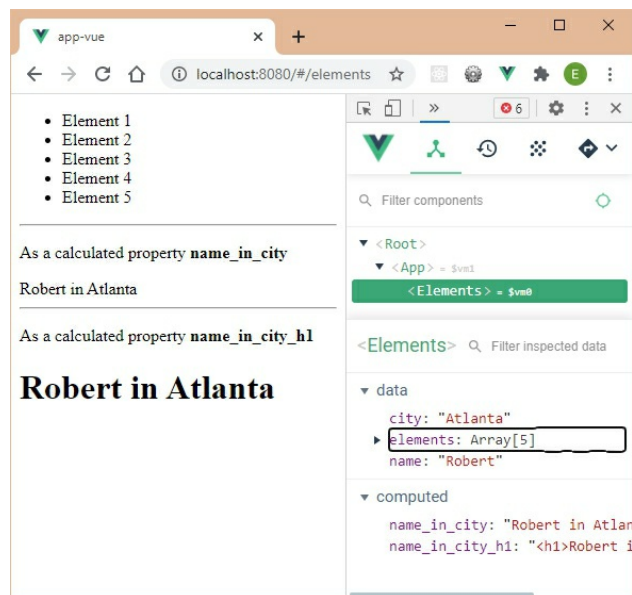 app-vue
localhost:8080/#/elements
E
Element 1
Element 2
Element 3
Element 4
Element 5
As a calculated property name_in_city
Robert in Atlanta
As a calculated property name_in_city_h1
Robert in Atlanta
6
Filter components
<Root>
<App> = $vm1
<Elements> = $vm0
<Elements> Filter inspected data
data
city: "Atlanta"
elements: Array[5]
name: "Robert"
computed
name_in_city: "Robert in Atlan
name_in_city_h1: "<h1>Robert i